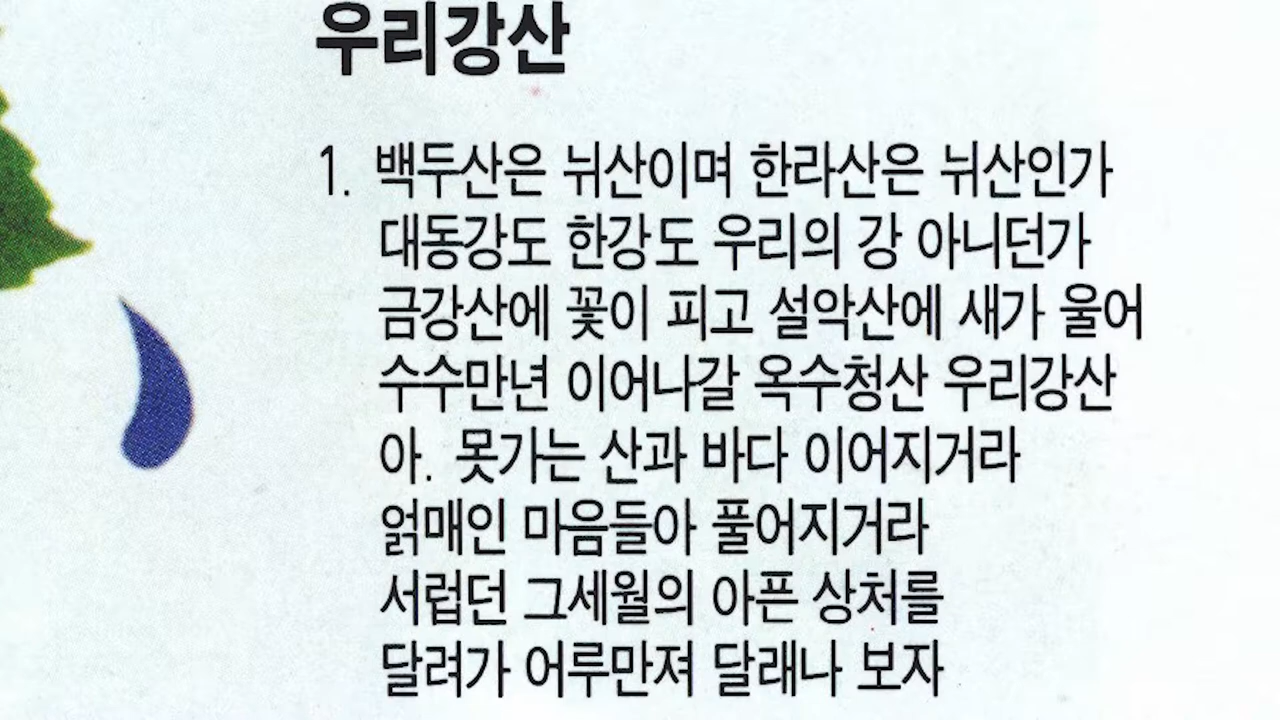 우리강산
1. 백두산은 뉘산이며 한라산은 뉘산인가
대동강도 한강도 우리의 강 아니던가
금강산에 꽃이 피고 설악산에 새가 울어
수수만년 이어나갈 옥수청산 우리강산
아. 못가는 산과 바다 이어지거라
얽매인 마음들아 풀어지거라
서럽던 그세월의 아픈 상처를
달려가 어루만져 달래나 보자